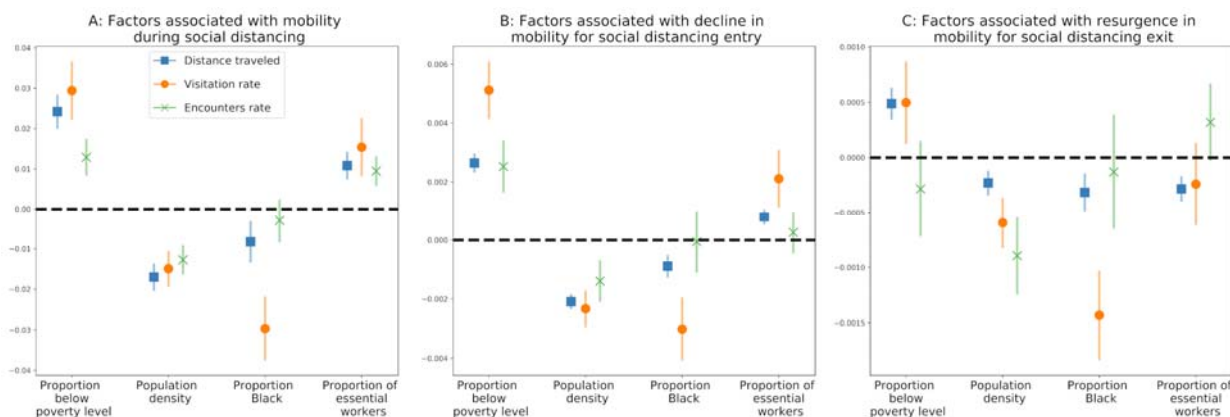 A: Factors associated with mobility
during social distancing
0.04
0.03
0.02
0.01
0.00
−0.01
−0.02
−0.03
−0.04
Distance traveled
Visitation rate
Encounters rate
Proportion
below
poverty level
Population
density
Proportion
Black
Proportion of
essential
workers
B: Factors associated with decline in
mobility for social distancing entry
0.006
0.004
0.002
0.000
−0.002
−0.004
Proportion
below
poverty level
Population
density
Proportion
Black
Proportion of
essential
workers
C: Factors associated with resurgence in
mobility for social distancing exit
0.0010
0.0005
0.0000
−0.0005
−0.0010
−0.0015
Proportion
below
poverty level
Population
density
Proportion
Black
Proportion of
essential
workers